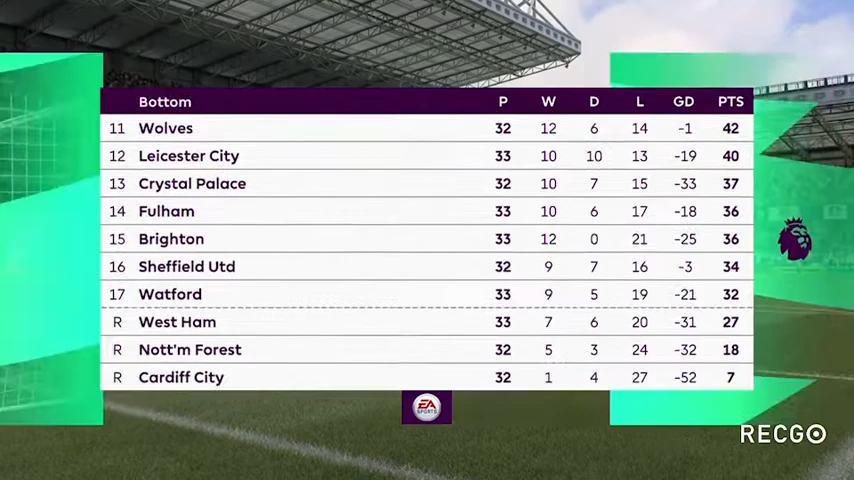 Bottom P W D L GD PTS
11 Wolves 32 12 6 14 -1 42
12 Leicester City 33 10 10 13 -19 40
13 Crystal Palace 32 10 7 15 -33 37
14 Fulham 33 10 6 17 -18 36
15 Brighton 33 12 0 21 -25 36
16 Sheffield Utd 32 9 7 16 -3 34
17 Watford 33 9 5 19 -21 32
R West Ham 33 7 6 20 -31 27
R Nott'm Forest 32 5 3 24 -32 18
R Cardiff City 32 1 4 27 -52 7
EA
SPORTS
RECGO